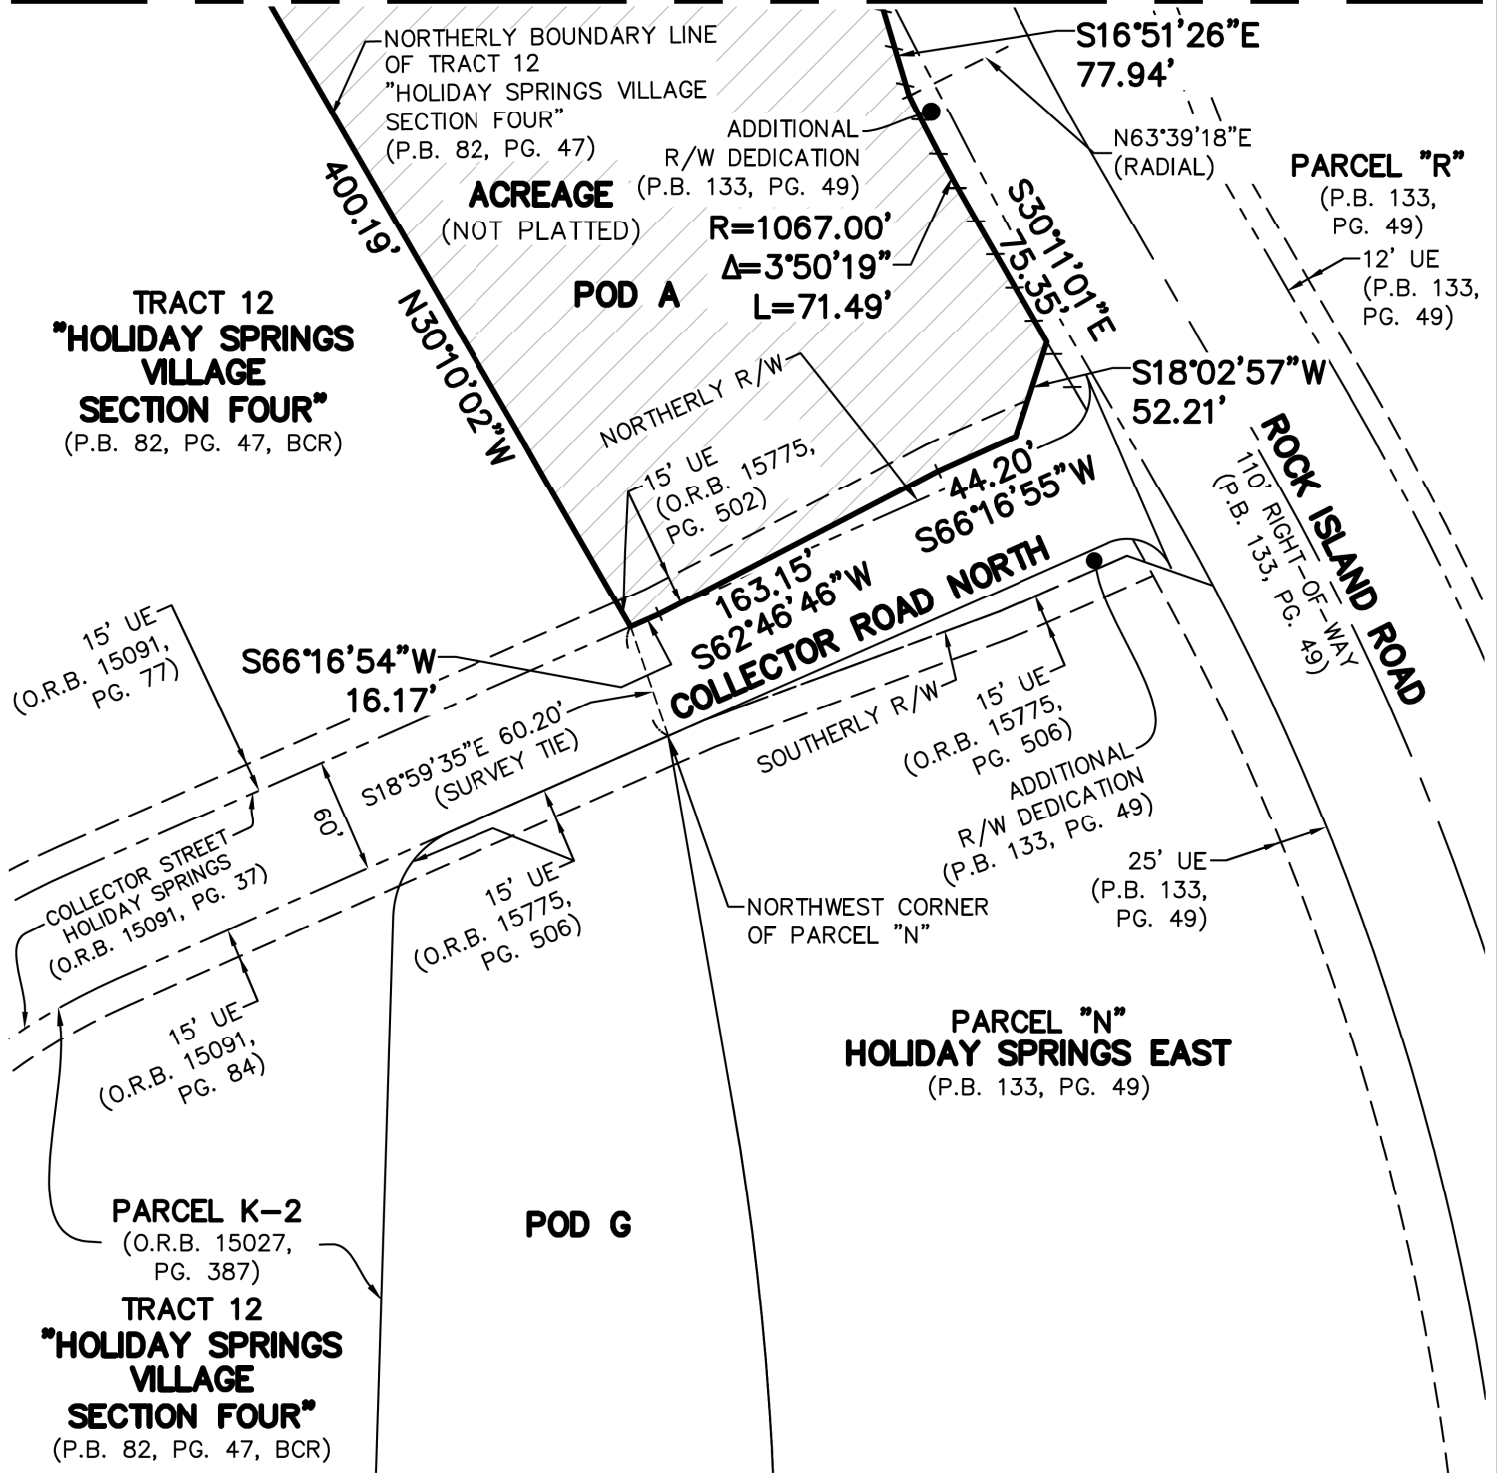 NORTHERLY BOUNDARY LINE
OF TRACT 12
"HOLIDAY SPRINGS VILLAGE
SECTION FOUR"
(P.B. 82, PG. 47)
S16°51'26"E
77.94'
ADDITIONAL
R/W DEDICATION
(P.B. 133, PG. 49)
N63°39'18"E
(RADIAL)
PARCEL "R"
(P.B. 133,
PG. 49)
12' UE
(P.B. 133,
PG. 49)
ACREAGE
(NOT PLATTED)
R=1067.00'
Δ=3°50'19"
L=71.49'
POD A
400.19'
N30°10'02"W
S30°11'01"E
75.35'
TRACT 12
"HOLIDAY SPRINGS
VILLAGE
SECTION FOUR"
(P.B. 82, PG. 47, BCR)
S18°02'57"W
52.21'
NORTHERLY R/W
15' UE
(O.R.B. 15775,
PG. 502)
44.20'
S66°16'55"W
163.15'
S62°46'46"W
COLLECTOR ROAD NORTH
ROCK ISLAND ROAD
110' RIGHT-OF-WAY
(P.B. 133, PG. 49)
15' UE
(O.R.B. 15091,
PG. 77)
S66°16'54"W
16.17'
S18°59'35"E 60.20'
(SURVEY TIE)
60'
SOUTHERLY R/W
15' UE
(O.R.B. 15775,
PG. 506)
ADDITIONAL
R/W DEDICATION
(P.B. 133, PG. 49)
25' UE
(P.B. 133,
PG. 49)
COLLECTOR STREET
HOLIDAY SPRINGS
(O.R.B. 15091, PG. 37)
15' UE
(O.R.B. 15775,
PG. 506)
NORTHWEST CORNER
OF PARCEL "N"
15' UE
(O.R.B. 15091,
PG. 84)
PARCEL "N"
HOLIDAY SPRINGS EAST
(P.B. 133, PG. 49)
PARCEL K-2
(O.R.B. 15027,
PG. 387)
POD G
TRACT 12
"HOLIDAY SPRINGS
VILLAGE
SECTION FOUR"
(P.B. 82, PG. 47, BCR)